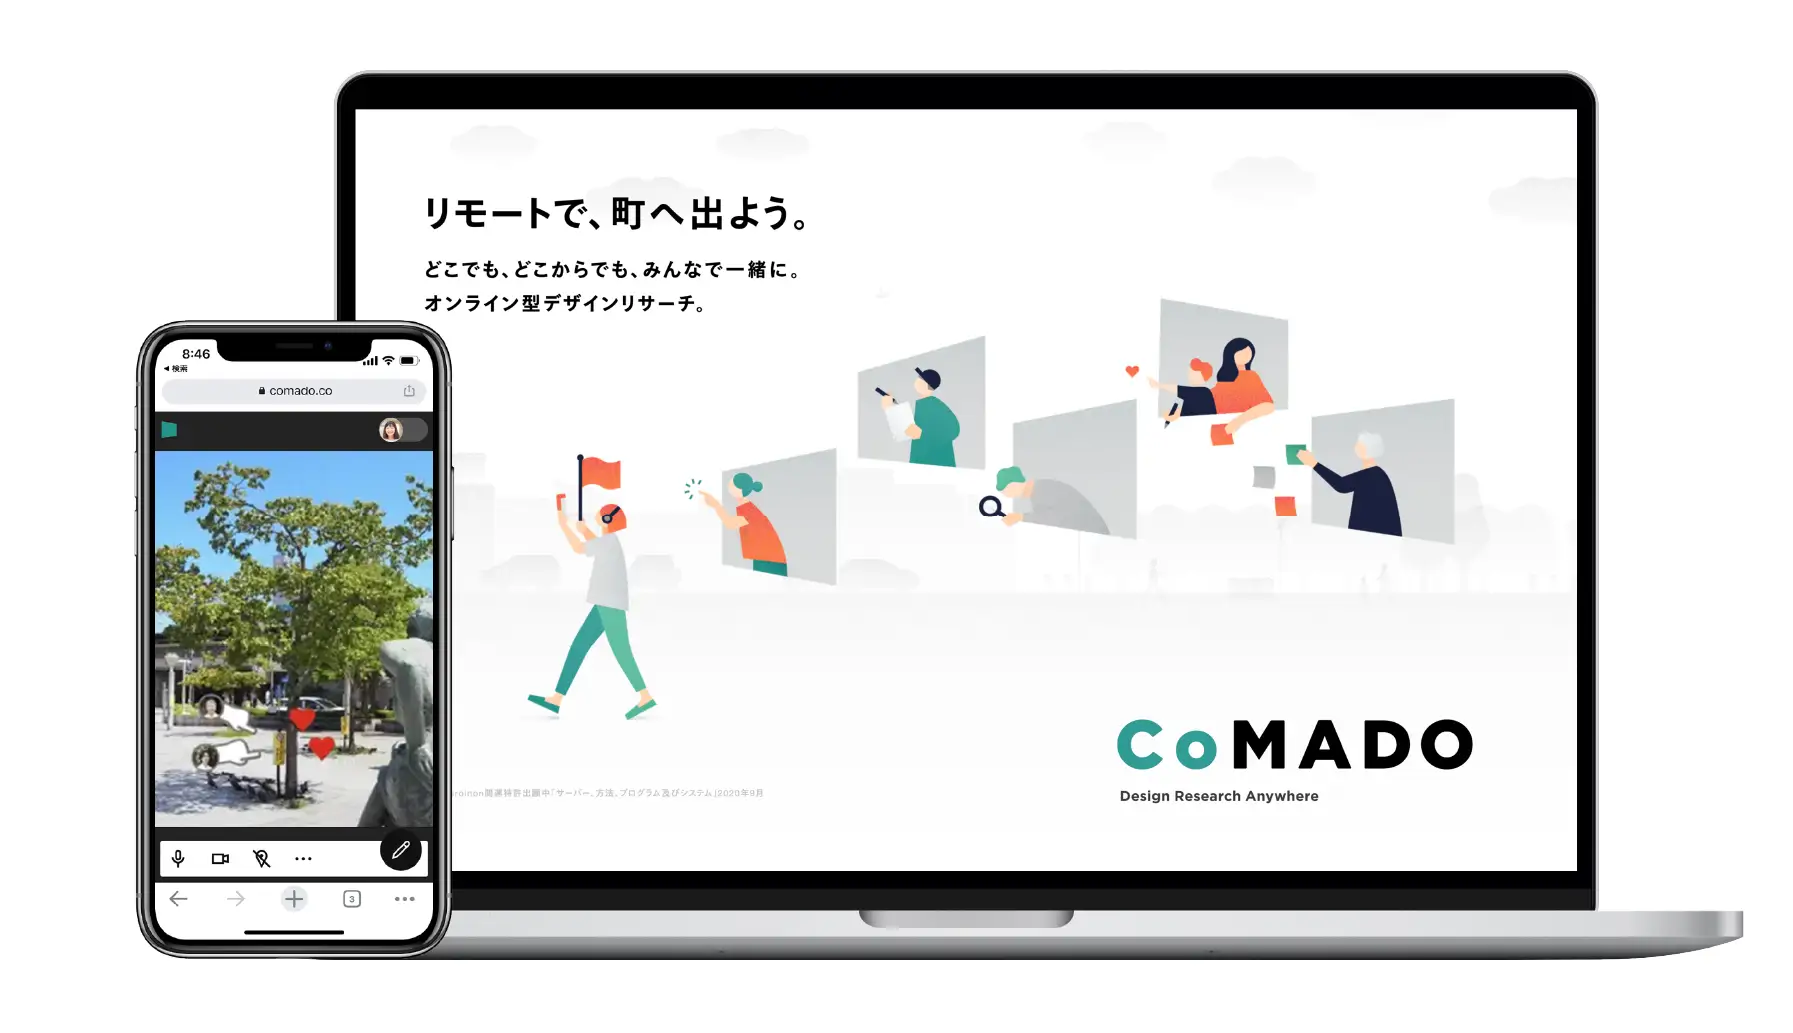 リモートで、町へ出よう。
どこでも、どこからでも、みんなで一緒に。
オンライン型デザインリサーチ。
8:46
◀ 検索
comado.co
3
関連特許出願中「サーバー、方法、プログラム及びシステム」2020年9月
CoMADO
Design Research Anywhere